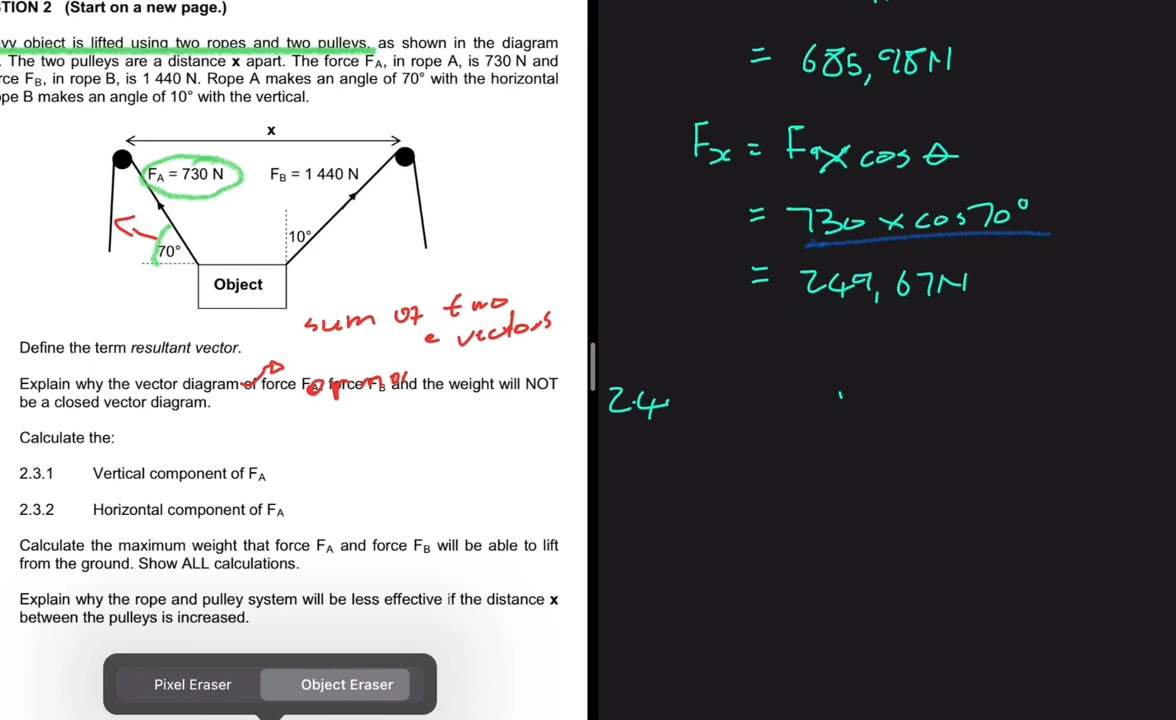 TION 2 (Start on a new page.)
vy object is lifted using two ropes and two pulleys, as shown in the diagram
. The two pulleys are a distance x apart. The force FA, in rope A, is 730 N and
rce FB, in rope B, is 1 440 N. Rope A makes an angle of 70° with the horizontal
pe B makes an angle of 10° with the vertical.
x
FA = 730 N
FB = 1 440 N
10°
70°
Object
sum of two
vectors
Define the term resultant vector.
Explain why the vector diagram of force FA, force FB and the weight will NOT
be a closed vector diagram.
Calculate the:
2.3.1 Vertical component of FA
2.3.2 Horizontal component of FA
Calculate the maximum weight that force FA and force FB will be able to lift
from the ground. Show ALL calculations.
Explain why the rope and pulley system will be less effective if the distance x
between the pulleys is increased.
Pixel Eraser
Object Eraser
= 685,98N
Fx = Fa x cos θ
= 730 x cos70°
= 249,67N
2.4